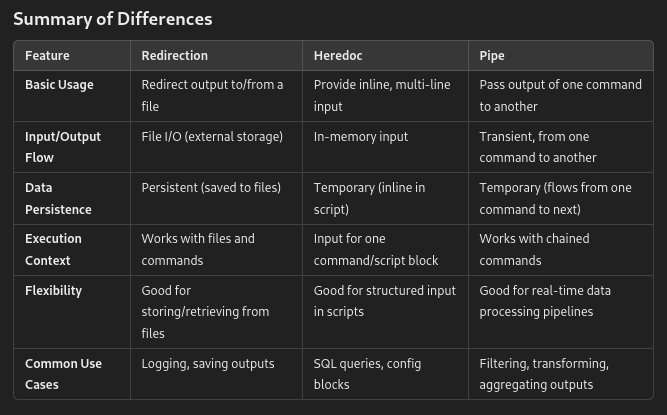 Summary of Differences
Feature Redirection Heredoc Pipe
Basic Usage Redirect output to/from a file Provide inline, multi-line input Pass output of one command to another
Input/Output Flow File I/O (external storage) In-memory input Transient, from one command to another
Data Persistence Persistent (saved to files) Temporary (inline in script) Temporary (flows from one command to next)
Execution Context Works with files and commands Input for one command/script block Works with chained commands
Flexibility Good for storing/retrieving from files Good for structured input in scripts Good for real-time data processing pipelines
Common Use Cases Logging, saving outputs SQL queries, config blocks Filtering, transforming, aggregating outputs